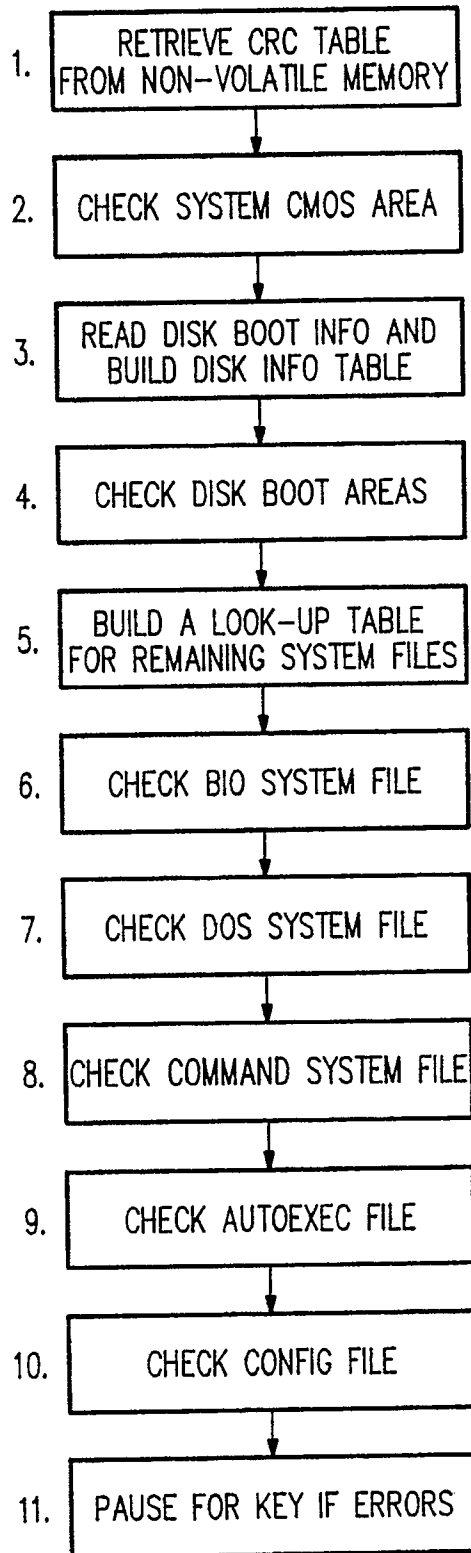 1. RETRIEVE CRC TABLE
FROM NON-VOLATILE MEMORY
2. CHECK SYSTEM CMOS AREA
3. READ DISK BOOT INFO AND
BUILD DISK INFO TABLE
4. CHECK DISK BOOT AREAS
5. BUILD A LOOK-UP TABLE
FOR REMAINING SYSTEM FILES
6. CHECK BIO SYSTEM FILE
7. CHECK DOS SYSTEM FILE
8. CHECK COMMAND SYSTEM FILE
9. CHECK AUTOEXEC FILE
10. CHECK CONFIG FILE
11. PAUSE FOR KEY IF ERRORS